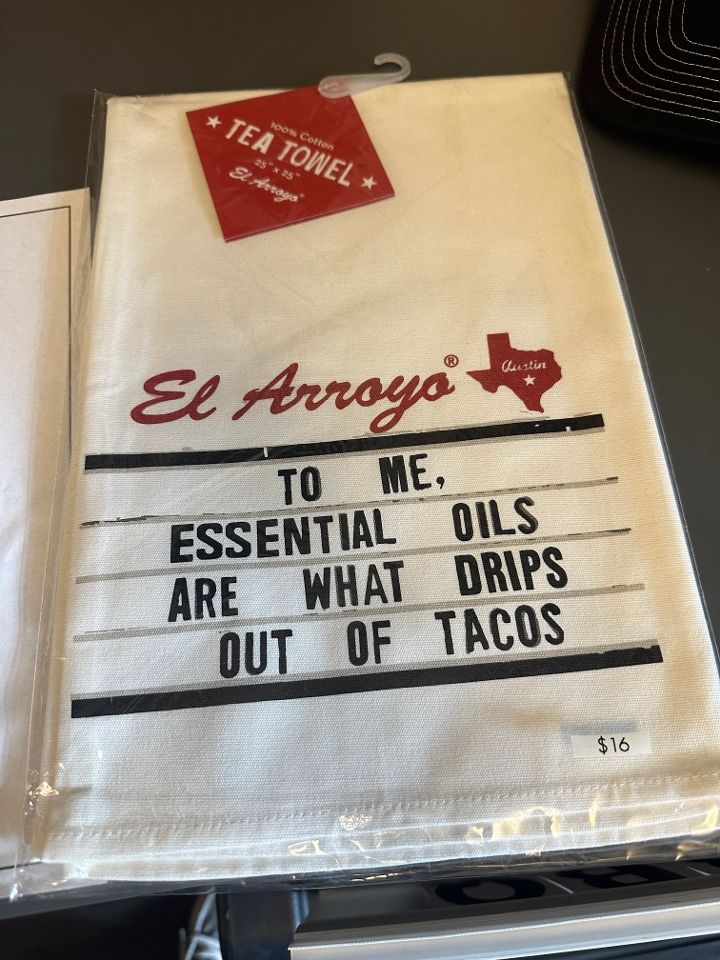 100% Cotton
TEA TOWEL
25" x 25"
El Arroyo®
El Arroyo®
Austin
TO ME,
ESSENTIAL OILS
ARE WHAT DRIPS
OUT OF TACOS
$16